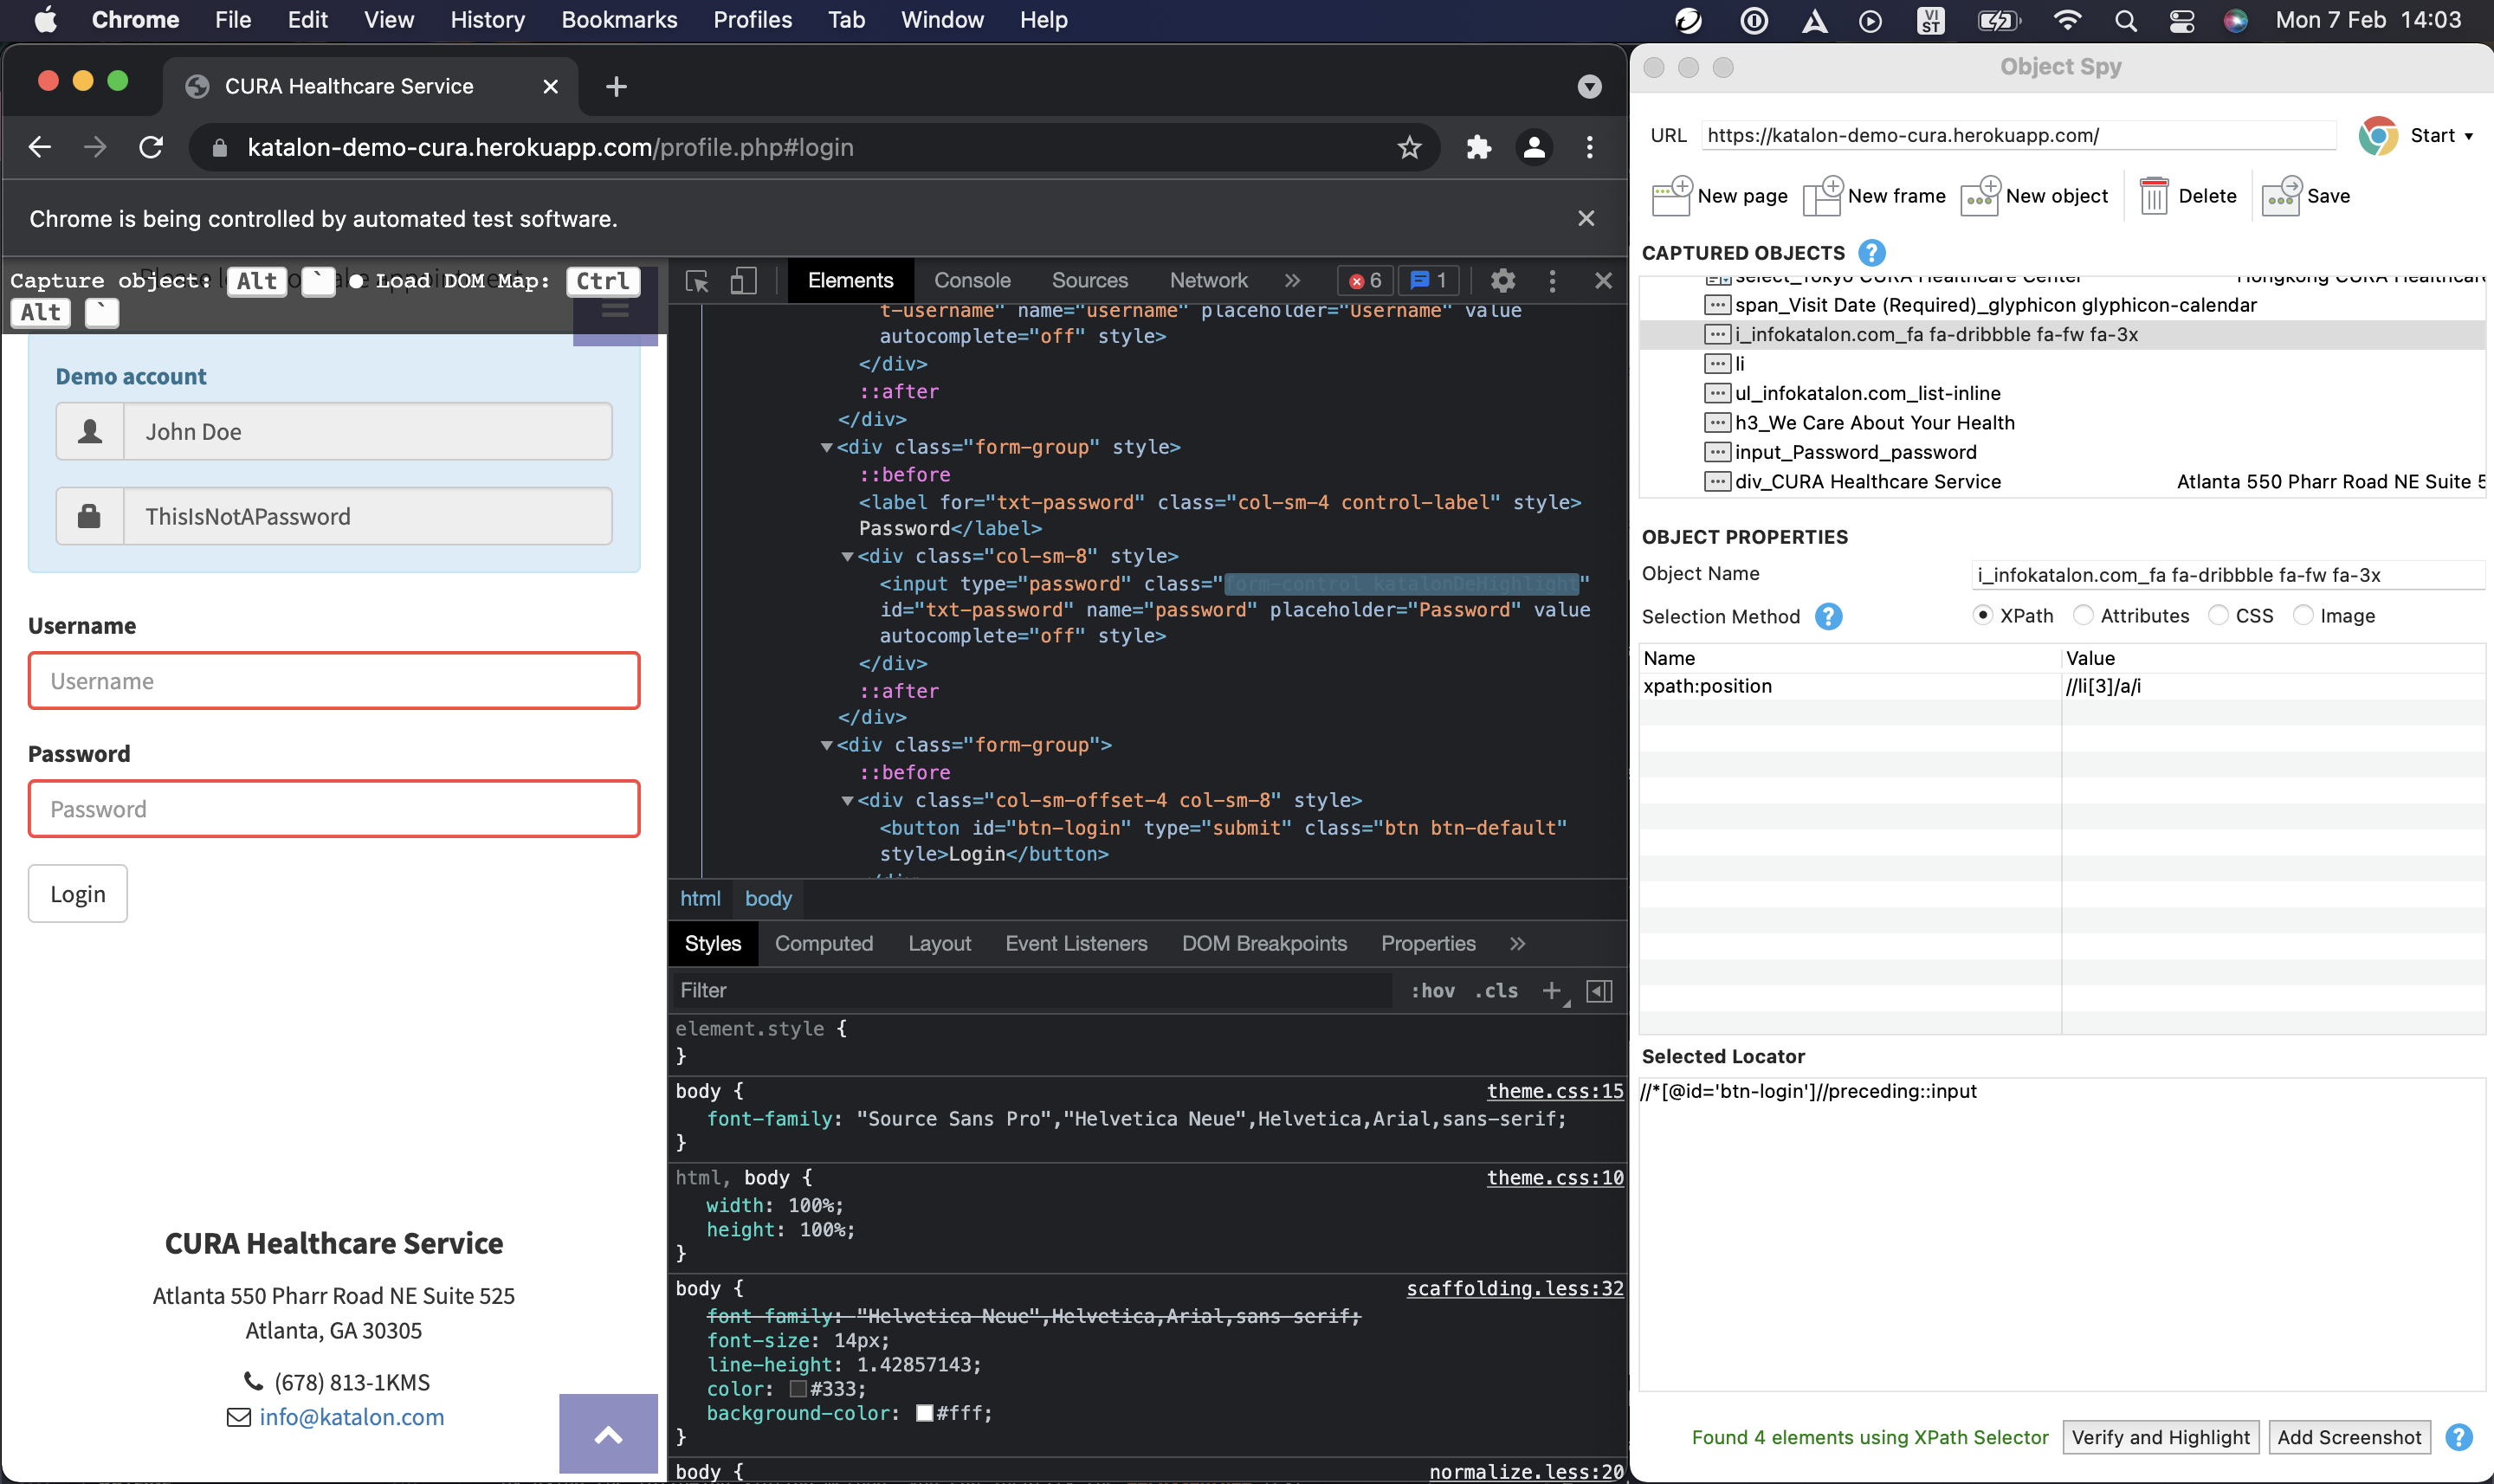 Chrome File Edit View History Bookmarks Profiles Tab Window Help VI ST Mon 7 Feb 14:03
CURA Healthcare Service
katalon-demo-cura.herokuapp.com/profile.php#login
Chrome is being controlled by automated test software.
Capture object: Alt ` Load DOM Map: Ctrl
Alt `
Demo account
John Doe
ThisIsNotAPassword
Username
Username
Password
Password
Login
CURA Healthcare Service
Atlanta 550 Pharr Road NE Suite 525
Atlanta, GA 30305
(678) 813-1KMS
info@katalon.com
Elements Console Sources Network » 6 1
t-username" name="username" placeholder="Username" value
autocomplete="off" style>
</div>
::after
</div>
<div class="form-group" style>
::before
<label for="txt-password" class="col-sm-4 control-label" style>
Password</label>
<div class="col-sm-8" style>
<input type="password" class="form-control katalonDeHighlight"
id="txt-password" name="password" placeholder="Password" value
autocomplete="off" style>
</div>
::after
</div>
<div class="form-group">
::before
<div class="col-sm-offset-4 col-sm-8" style>
<button id="btn-login" type="submit" class="btn btn-default"
style>Login</button>
html body
Styles Computed Layout Event Listeners DOM Breakpoints Properties »
Filter :hov .cls +
element.style {
}
body { theme.css:15
font-family: "Source Sans Pro","Helvetica Neue",Helvetica,Arial,sans-serif;
}
html, body { theme.css:10
width: 100%;
height: 100%;
}
body { scaffolding.less:32
font-family: "Helvetica Neue",Helvetica,Arial,sans-serif;
font-size: 14px;
line-height: 1.42857143;
color: #333;
background-color: #fff;
}
body { normalize.less:20
Object Spy
URL https://katalon-demo-cura.herokuapp.com/ Start
New page New frame New object Delete Save
CAPTURED OBJECTS ?
select_Tokyo CURA Healthcare Center Hongkong CURA Healthcare
span_Visit Date (Required)_glyphicon glyphicon-calendar
i_infokatalon.com_fa fa-dribbble fa-fw fa-3x
li
ul_infokatalon.com_list-inline
h3_We Care About Your Health
input_Password_password
div_CURA Healthcare Service Atlanta 550 Pharr Road NE Suite 5
OBJECT PROPERTIES
Object Name i_infokatalon.com_fa fa-dribbble fa-fw fa-3x
Selection Method ? XPath Attributes CSS Image
Name Value
xpath:position //li[3]/a/i
Selected Locator
//*[@id='btn-login']//preceding::input
Found 4 elements using XPath Selector Verify and Highlight Add Screenshot ?